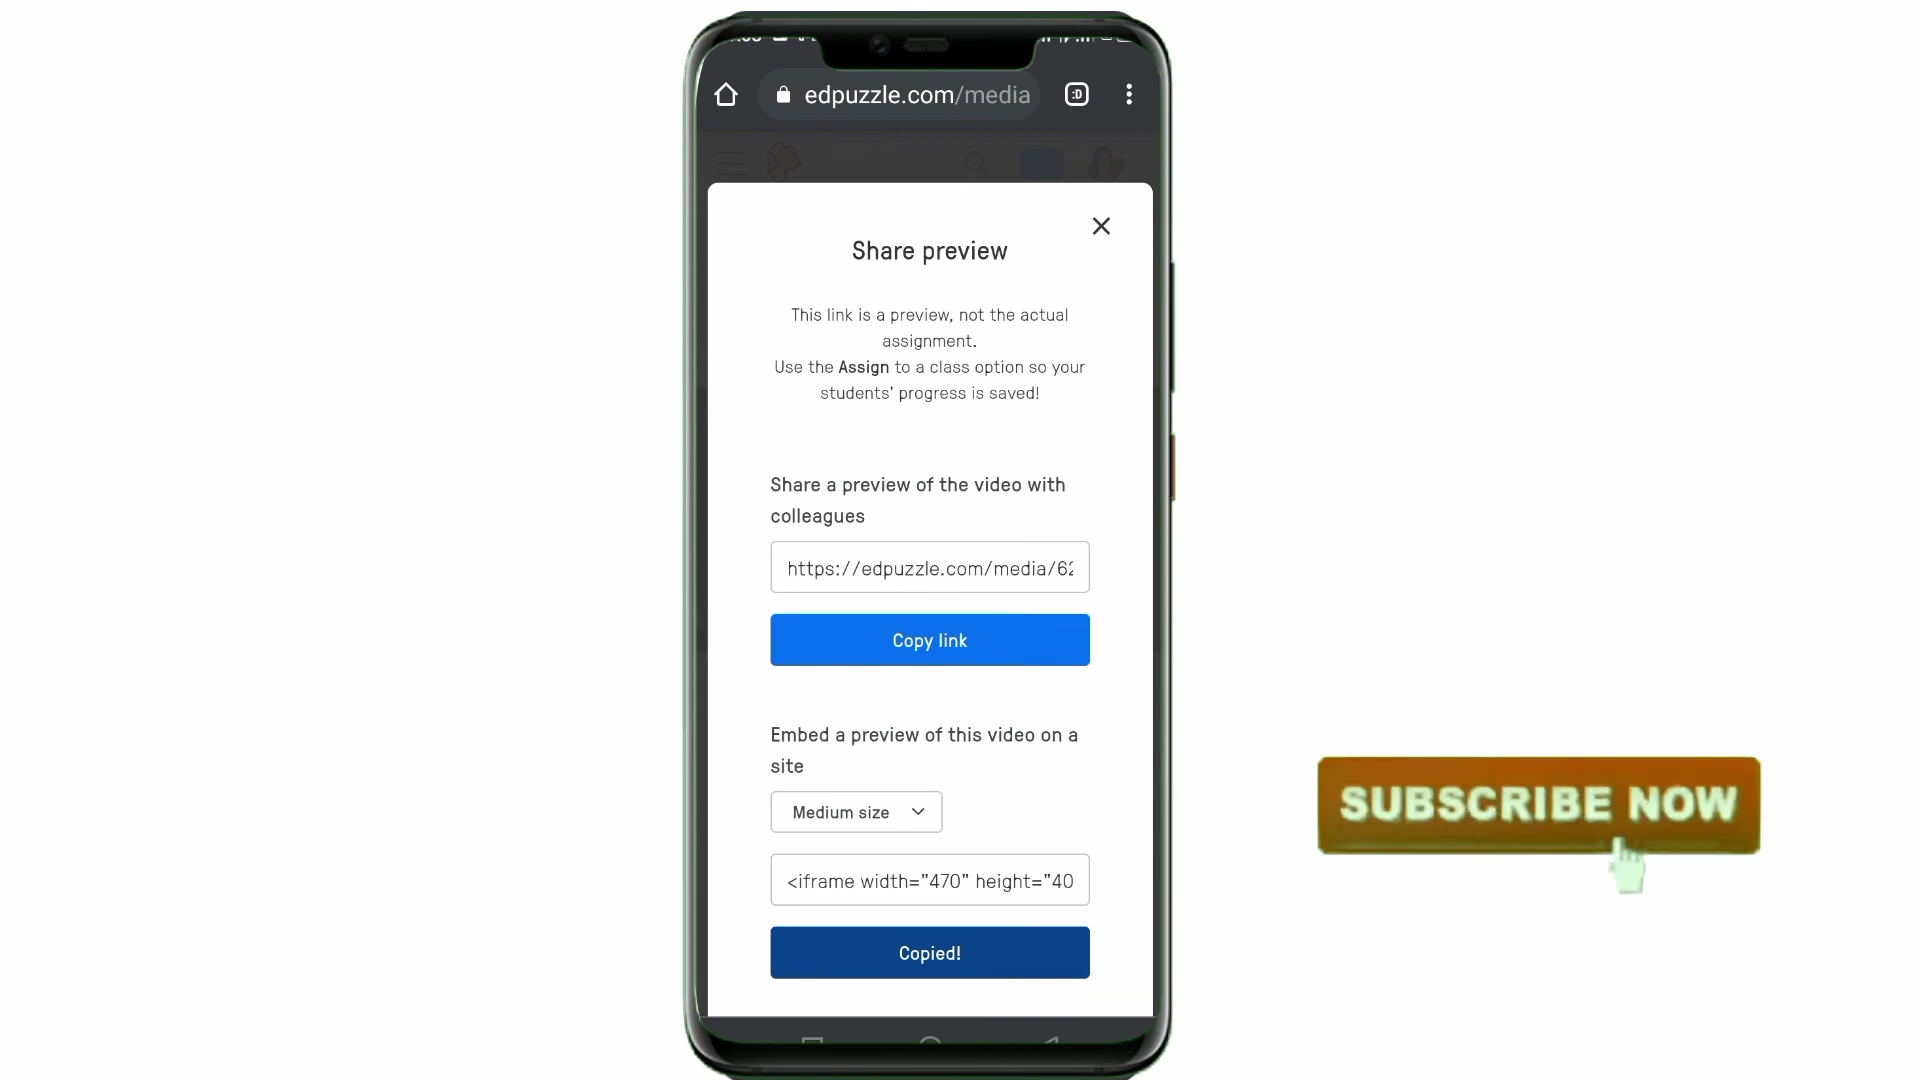 edpuzzle.com/media
:D
Share preview
This link is a preview, not the actual
assignment.
Use the Assign to a class option so your
students' progress is saved!
Share a preview of the video with
colleagues
https://edpuzzle.com/media/62
Copy link
Embed a preview of this video on a
site
Medium size
<iframe width="470" height="40
Copied!
SUBSCRIBE NOW